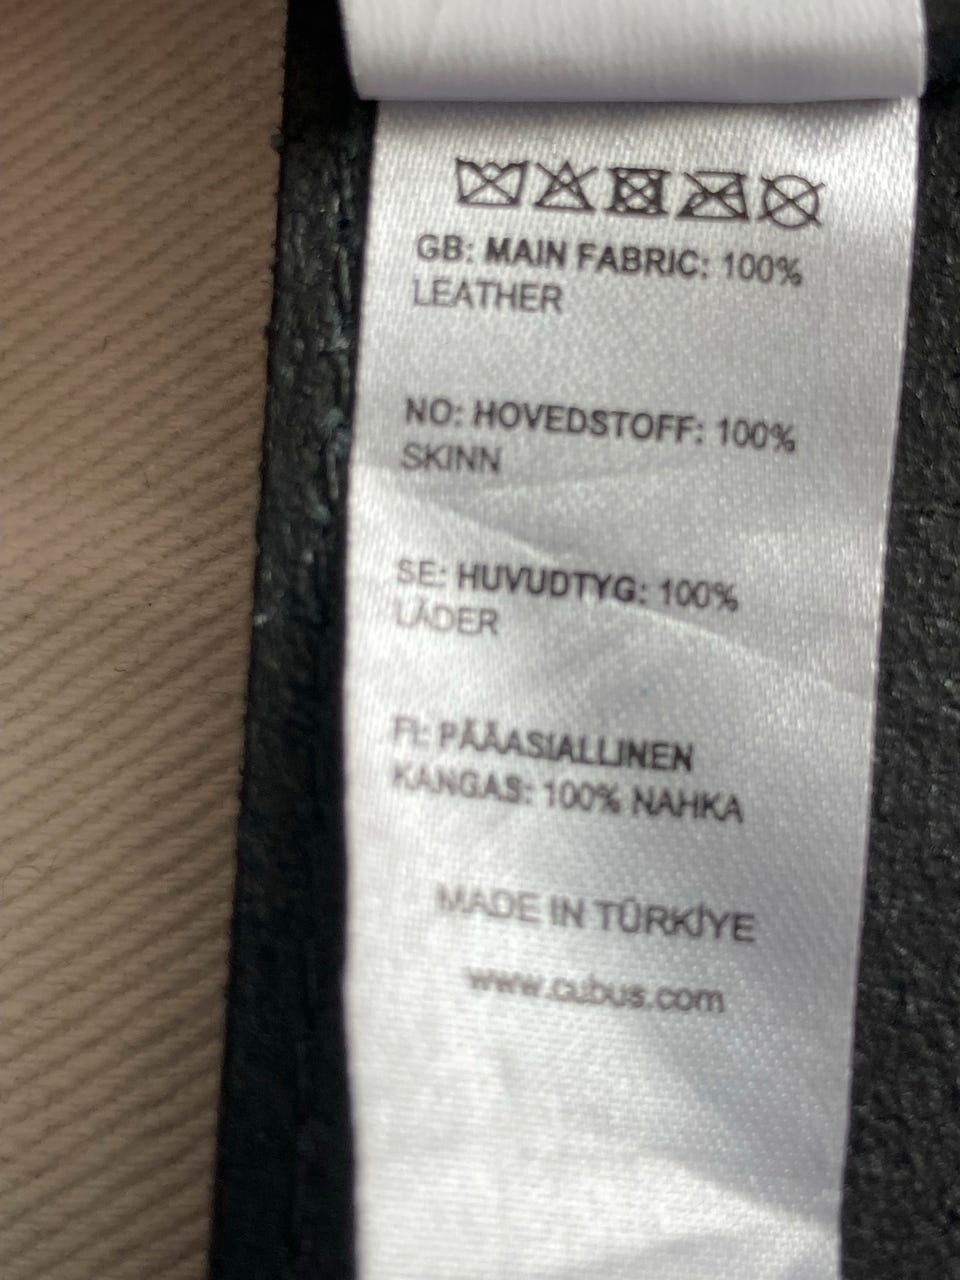 GB: MAIN FABRIC: 100%
LEATHER
NO: HOVEDSTOFF: 100%
SKINN
SE: HUVUDTYG: 100%
LÄDER
FI: PÄÄASIALLINEN
KANGAS: 100% NAHKA
MADE IN TÜRKİYE
www.cubus.com